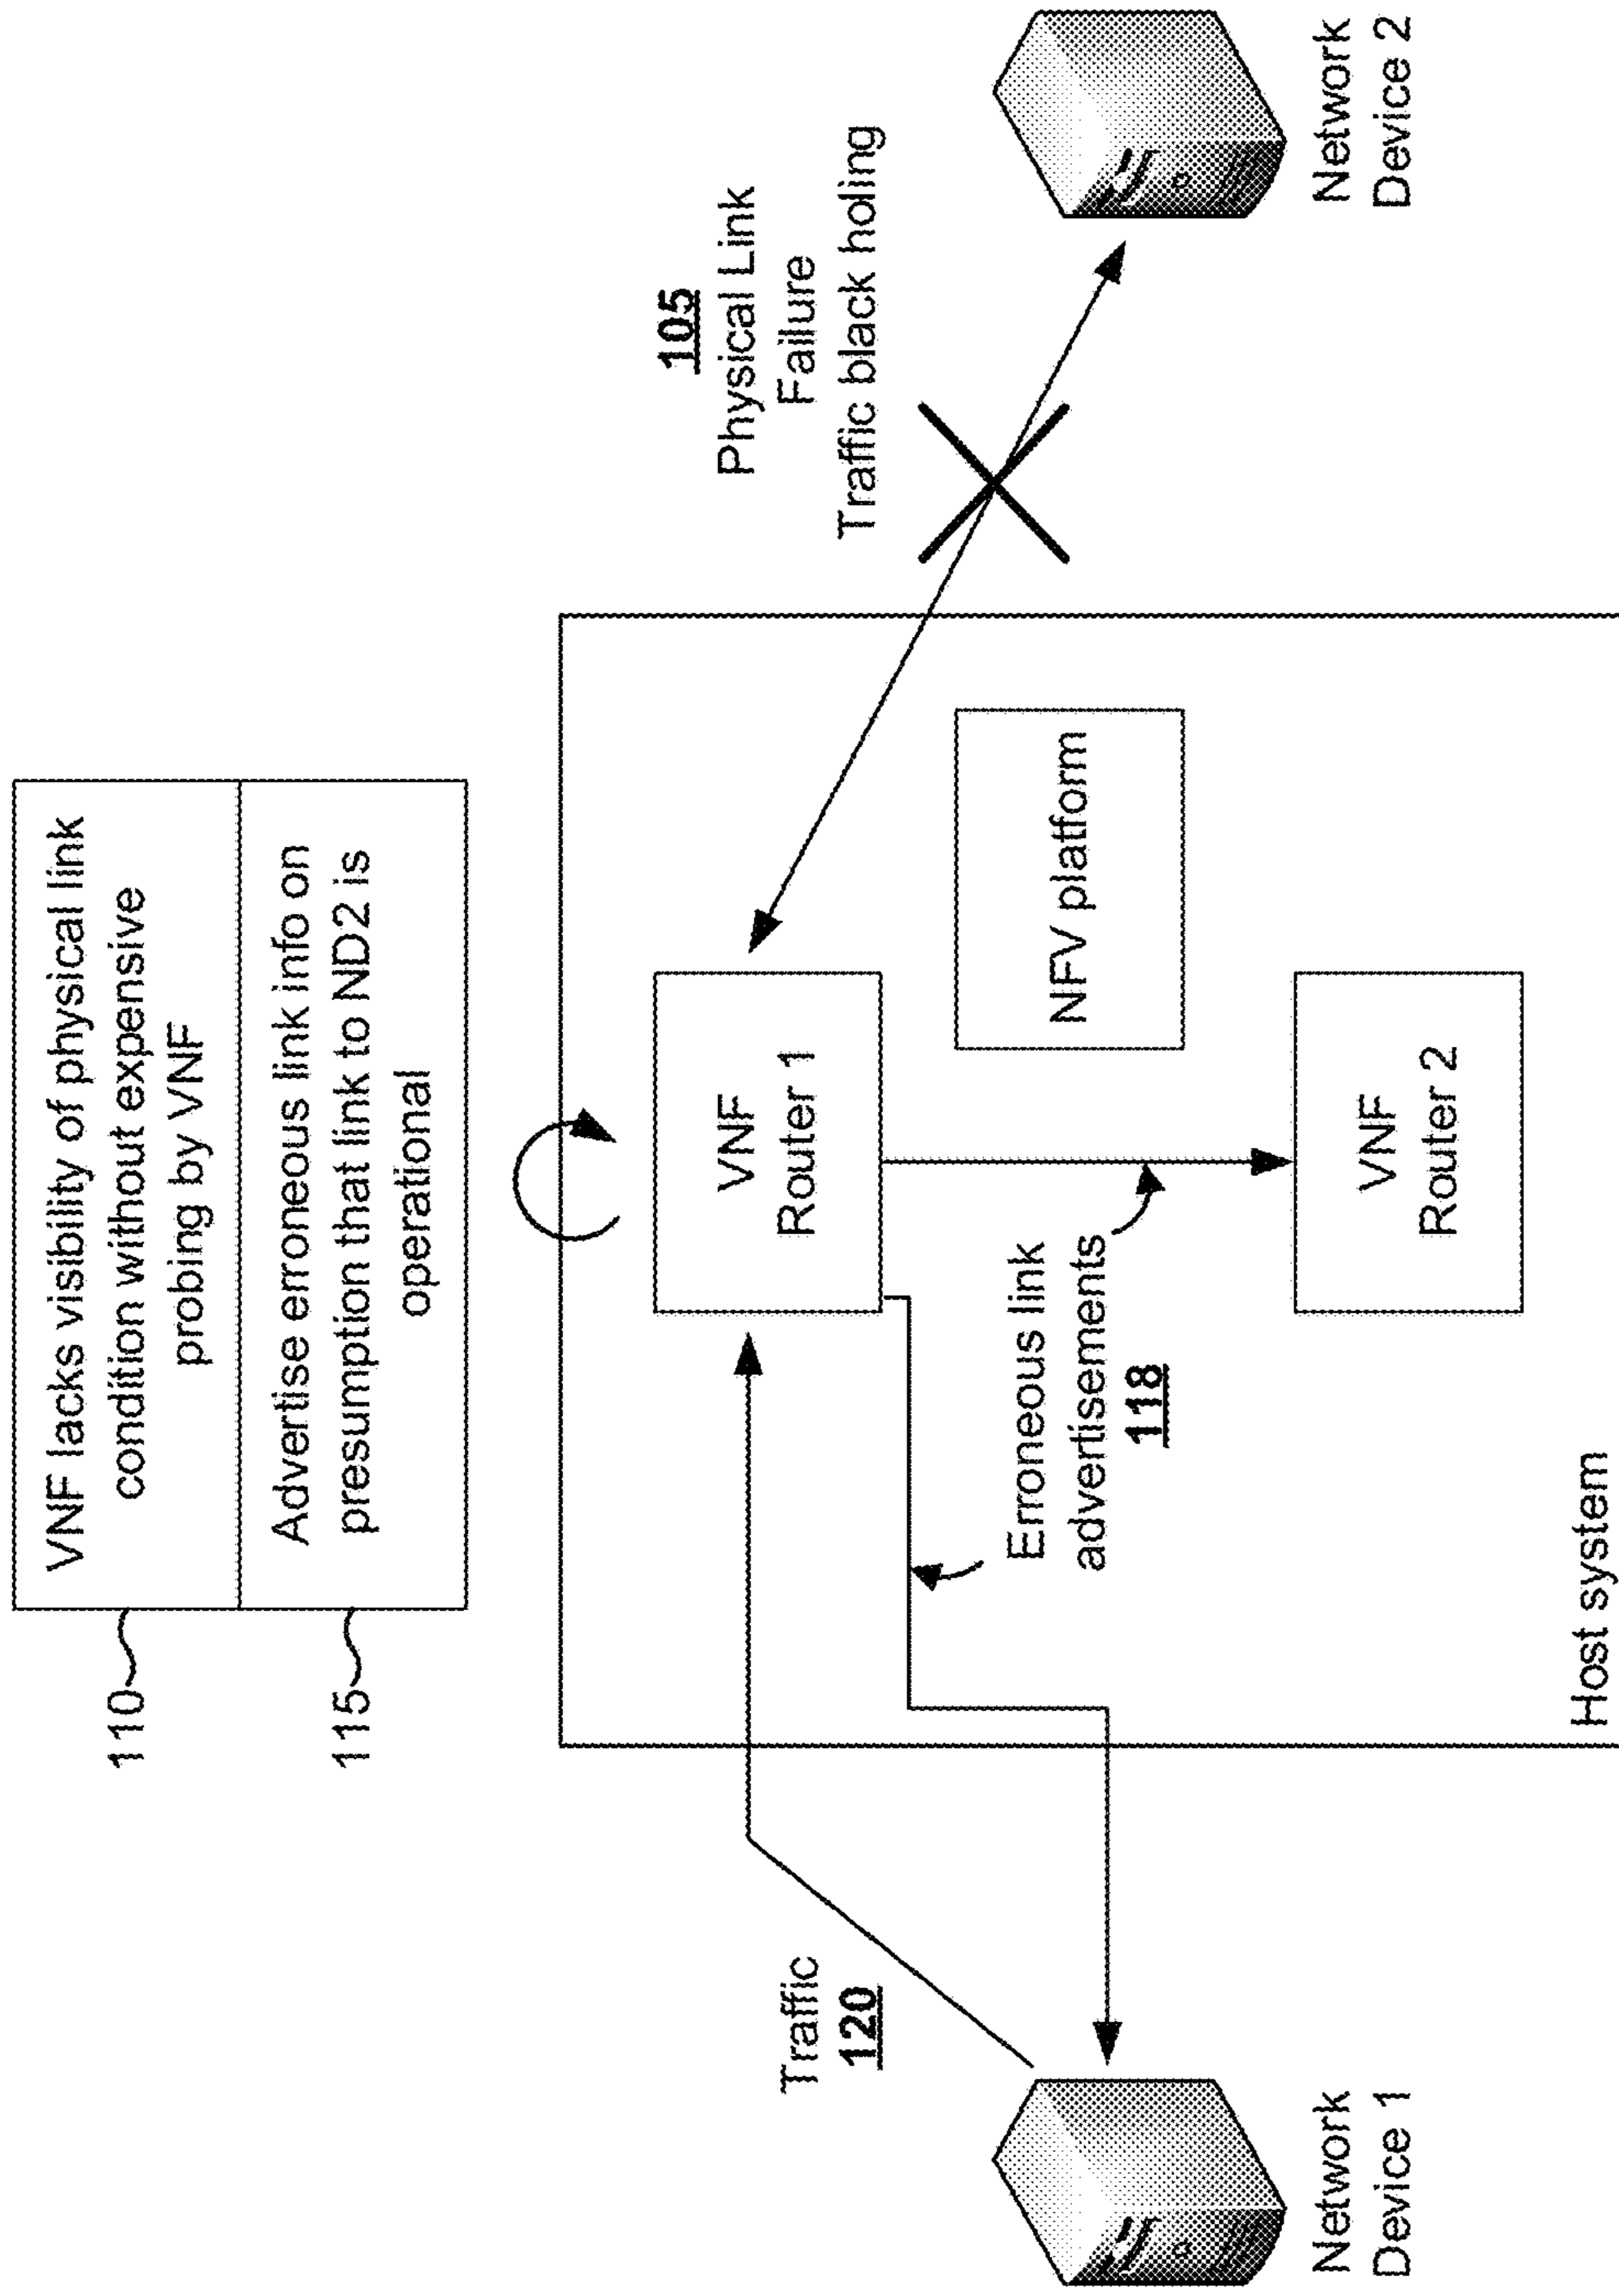 110
VNF lacks visibility of physical link
condition without expensive
probing by VNF
115
Advertise erroneous link info on
presumption that link to ND2 is
operational
105
Physical Link
Failure
Traffic black holing
Traffic
120
VNF
Router 1
NFV platform
Erroneous link
advertisements
118
VNF
Router 2
Network
Device 1
Network
Device 2
Host system